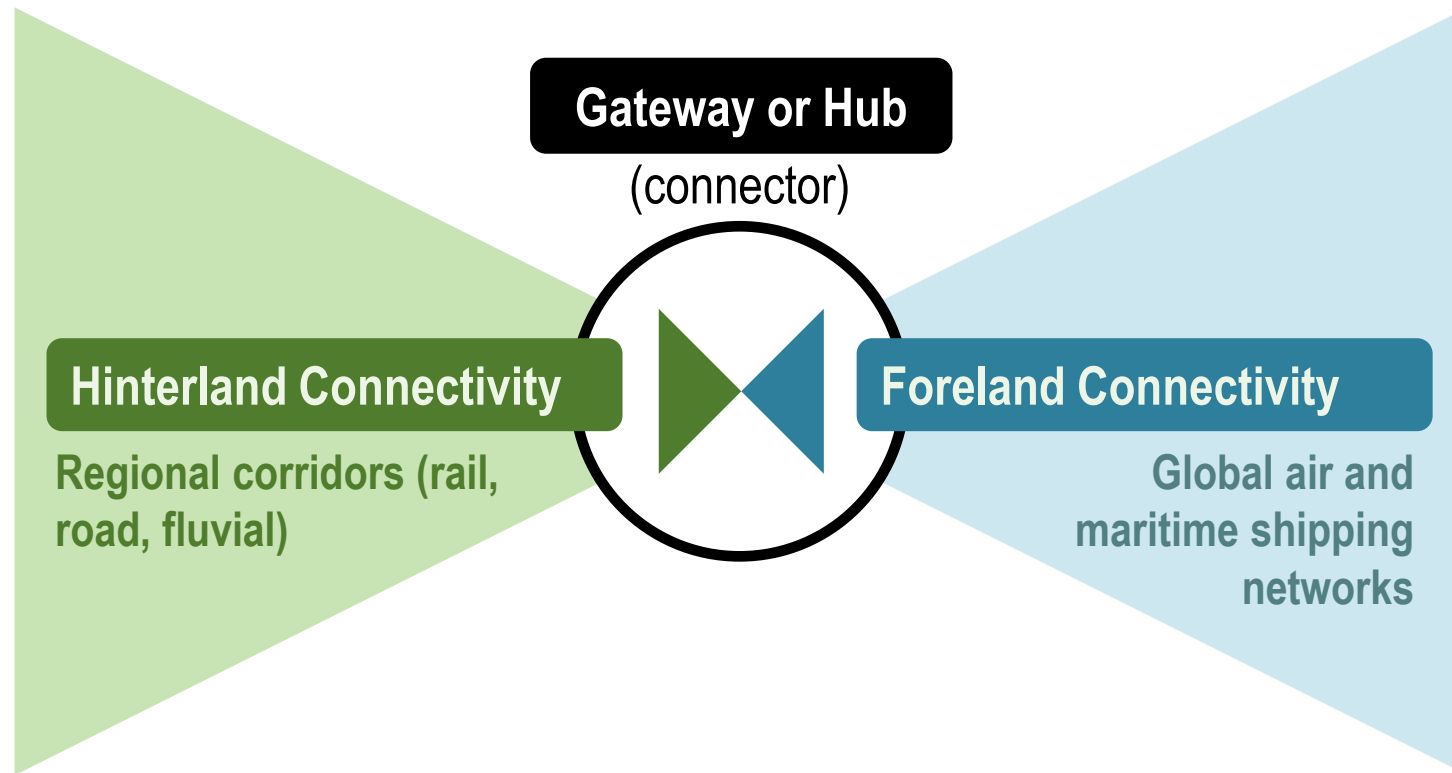 Gateway or Hub
(connector)
Hinterland Connectivity
Regional corridors (rail,
road, fluvial)
Foreland Connectivity
Global air and
maritime shipping
networks